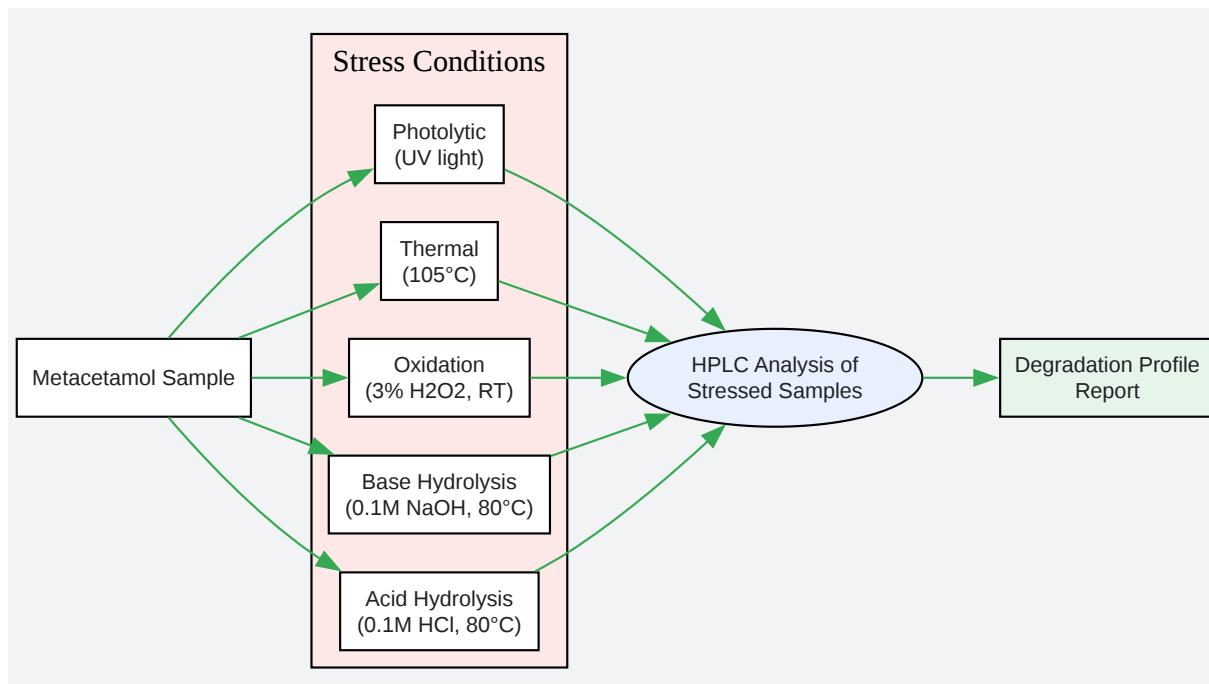 Stress Conditions
Photolytic
(UV light)
Thermal
(105°C)
Metacetamol Sample
Oxidation
(3% H2O2, RT)
HPLC Analysis of
Stressed Samples
Degradation Profile
Report
Base Hydrolysis
(0.1M NaOH, 80°C)
Acid Hydrolysis
(0.1M HCl, 80°C)